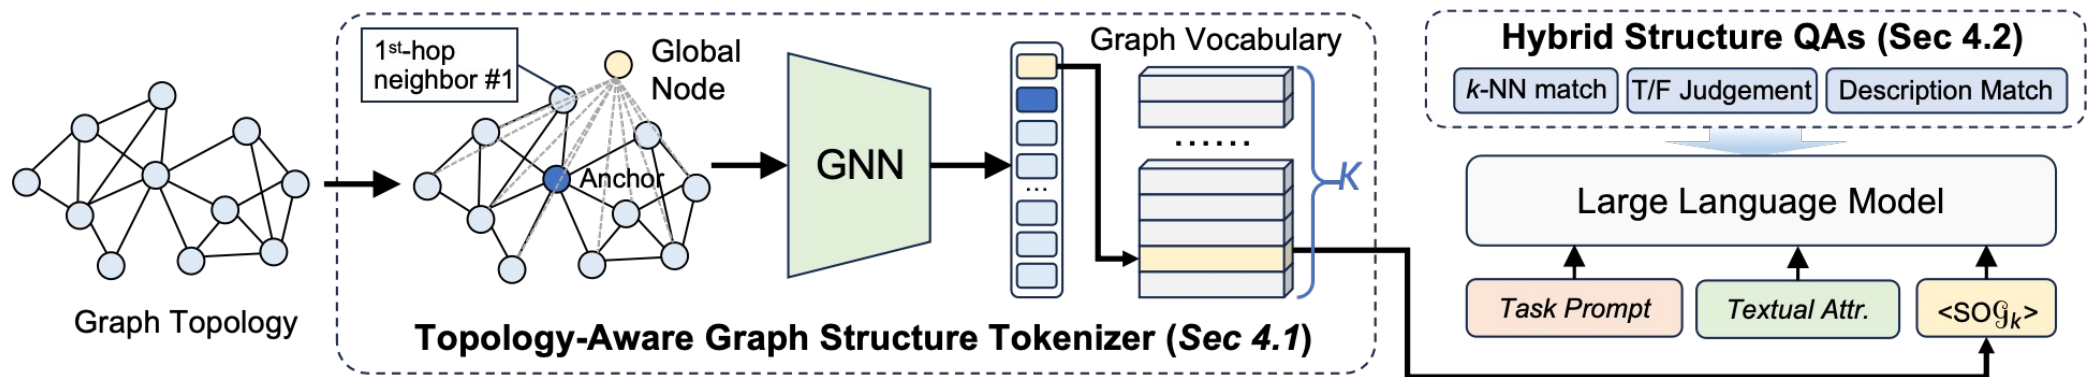 Graph Topology
1st-hop
neighbor #1
Global
Node
Anchor
GNN
...
Graph Vocabulary
......
K
Topology-Aware Graph Structure Tokenizer (Sec 4.1)
Hybrid Structure QAs (Sec 4.2)
k-NN match
T/F Judgement
Description Match
Large Language Model
Task Prompt
Textual Attr.
<SO𝒢k>